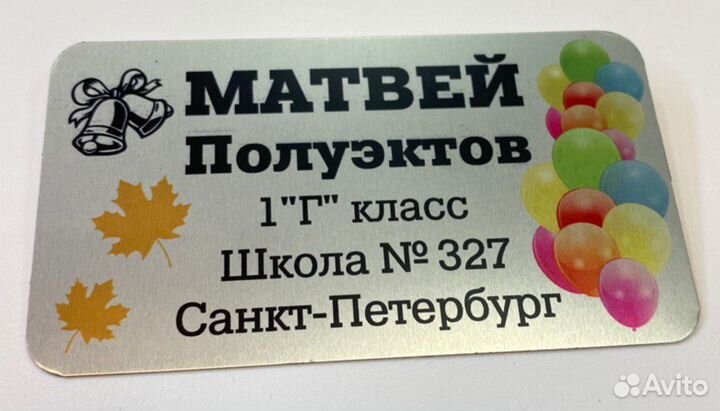 МАТВЕЙ
Полуэктов
1"Г" класс
Школа № 327
Санкт-Петербург
Avito